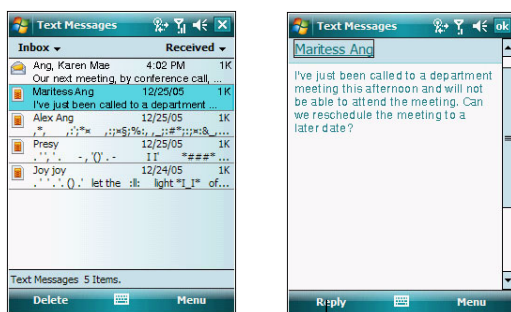 Text Messages
Inbox Received
Ang, Karen Mae 4:02 PM 1K
Our next meeting, by conference call, ...
Maritess Ang 12/25/05 1K
I've just been called to a department ...
Alex Ang 12/25/05 1K
Presy 12/25/05 1K
Joy joy 12/24/05 1K
let the :ll: light *I_I* of...
Text Messages 5 Items.
Delete Menu
Text Messages ok
Maritess Ang
I've just been called to a department
meeting this afternoon and will not
be able to attend the meeting. Can
we reschedule the meeting to a
later date?
Reply Menu